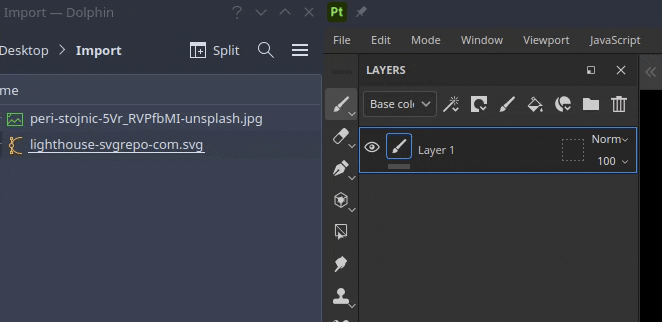 Import — Dolphin
Desktop > Import
Split
me
peri-stojnic-5Vr_RVPfbMI-unsplash.jpg
lighthouse-svgrepo-com.svg
Pt
File Edit Mode Window Viewport JavaScript
LAYERS
Base colo
Layer 1
Norm
100